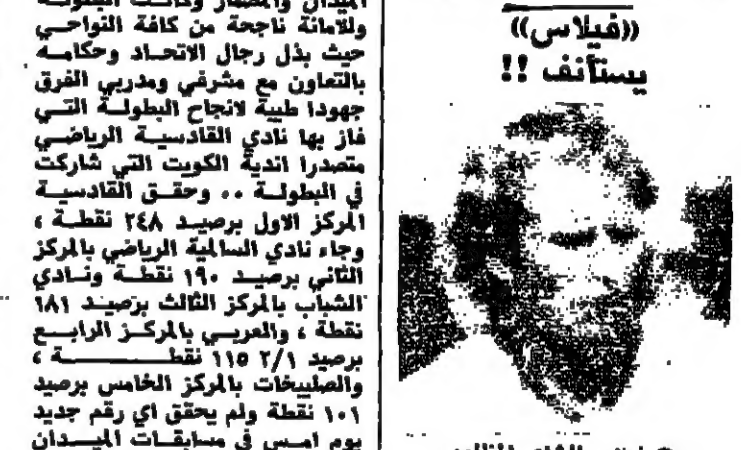 الميدان والمضمار وكانت البطولة
وللامانة ناجحة من كافة النواحي
حيث بذل رجال الاتحاد وحكامه
بالتعاون مع مشرفي ومدربي الفرق
جهودا طيبة لانجاح البطولة التي
فاز بها نادي القادسية الرياضي
متصدرا اندية الكويت التي شاركت
في البطولة ٠٠ وحقق القادسية
المركز الاول برصيد ٢٤٨ نقطة ،
وجاء نادي السالمية الرياضي بالمركز
الثاني برصيد ١٩٠ نقطة ونادي
الشباب بالمركز الثالث برصيد ١٨١
نقطة ، والعربي بالمركز الرابع
برصيد ٢/١ ١١٥ نقطة ،
والصليبخات بالمركز الخامس برصيد
١٠١ نقطة ولم يحقق اي رقم جديد
يوم امس في مسابقات الميدان
((فيلاس))
يستأنف !!